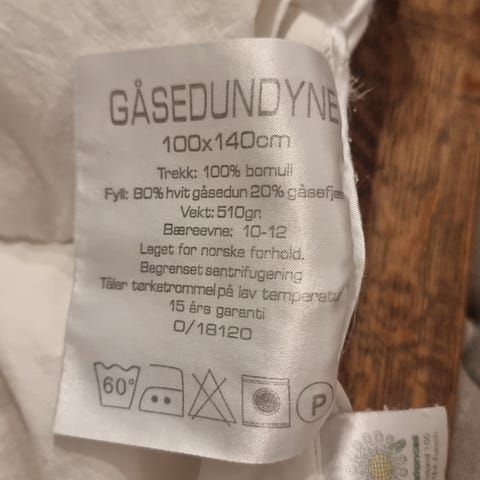 GÅSEDUNDYNE
100x140cm
Trekk: 100% bomull
Fyll: 80% hvit gåsedun 20% gåsefjær
Vekt: 510gr.
Bæreevne: 10-12
Laget for norske forhold.
Begrenset sentrifugering
Tåler tørketrommel på lav temperatur
15 års garanti
0/18120
60°
P